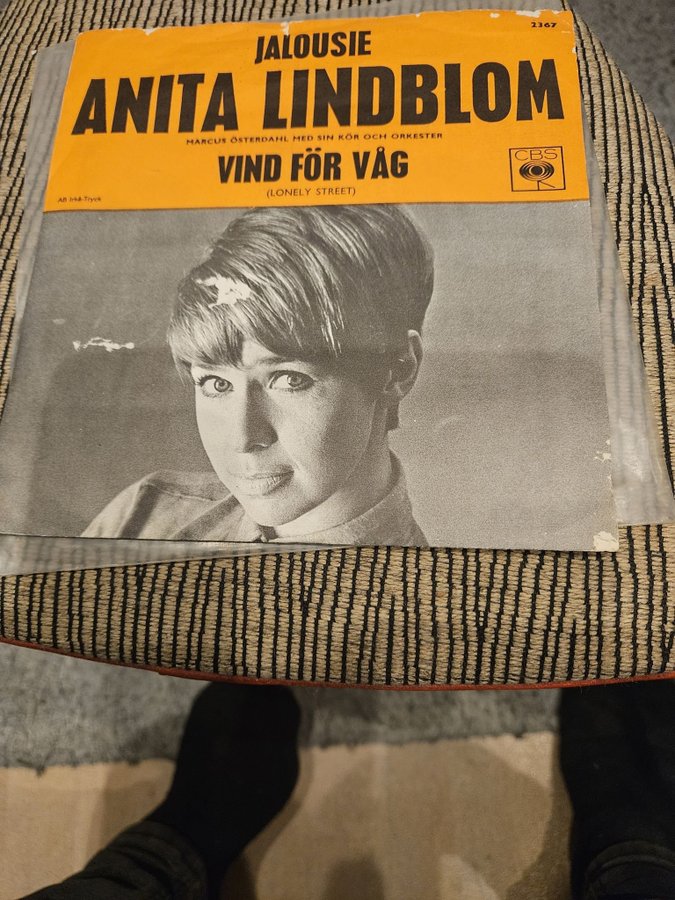 2367
JALOUSIE
ANITA LINDBLOM
MARCUS ÖSTERDAHL MED SIN KÖR OCH ORKESTER
VIND FÖR VÅG
(LONELY STREET)
CBS
AB Irså-Tryck